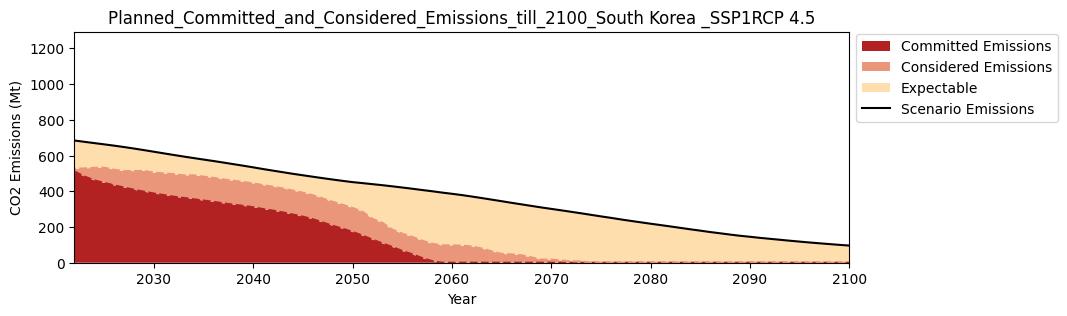 Planned_Committed_and_Considered_Emissions_till_2100_South Korea _SSP1RCP 4.5
CO2 Emissions (Mt)
1200
1000
800
600
400
200
0
2030 2040 2050 2060 2070 2080 2090 2100
Year
Committed Emissions
Considered Emissions
Expectable
Scenario Emissions